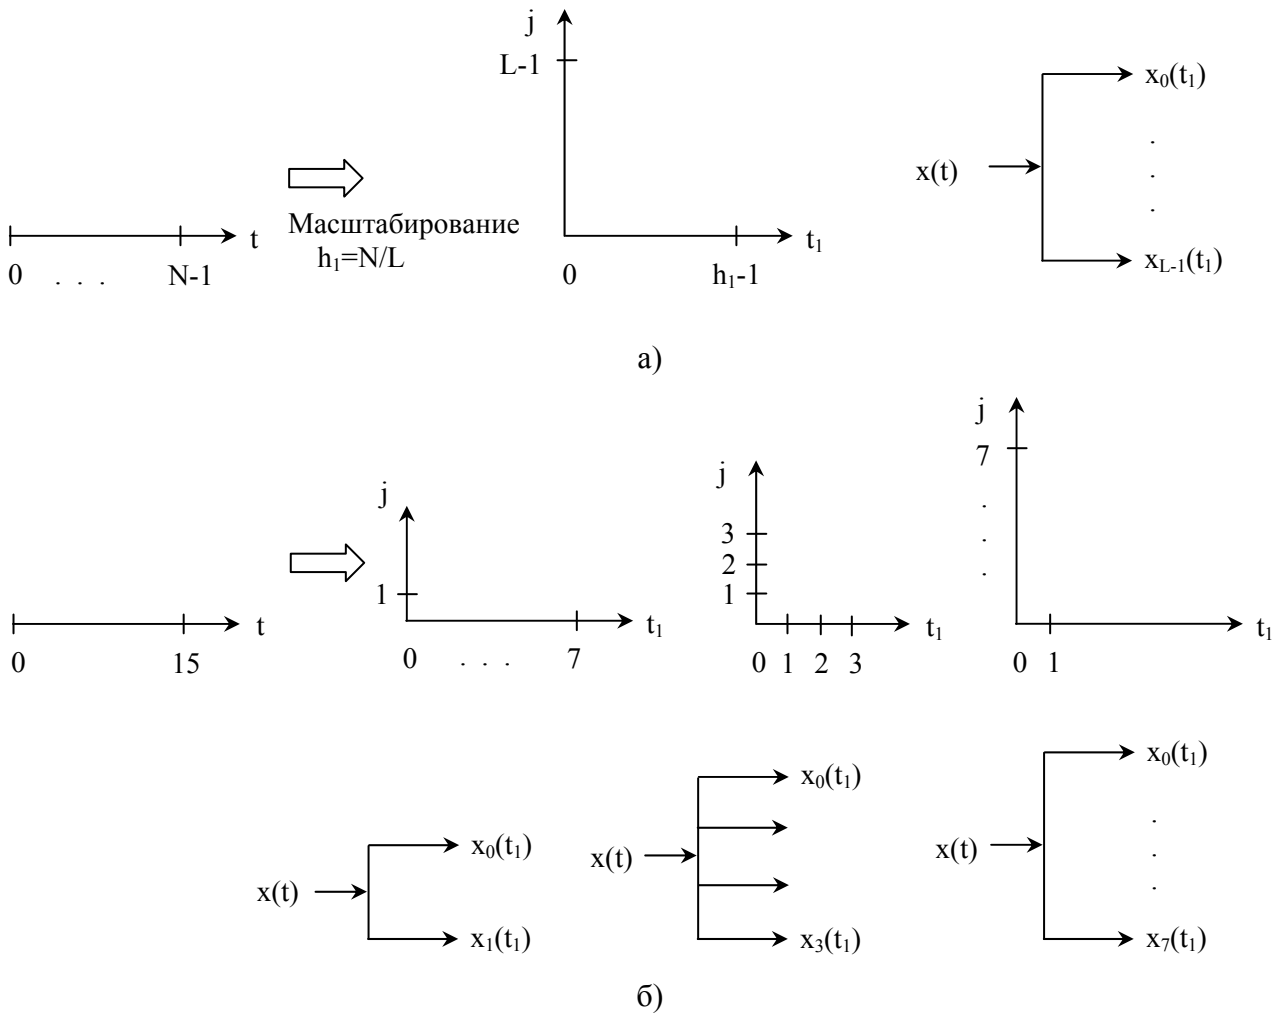 j
L-1
x₀(t₁)
x(t)
Масштабирование
h₁=N/L
t
t₁
0 . . . N-1
0
h₁-1
x_{L-1}(t₁)
а)
j
7
j
3
2
1
j
1
t
t₁
t₁
t₁
0
15
0 . . . 7
0 1 2 3
0 1
x₀(t₁)
x(t)
x₁(t₁)
x₀(t₁)
x(t)
x₃(t₁)
x₀(t₁)
x(t)
x₇(t₁)
б)